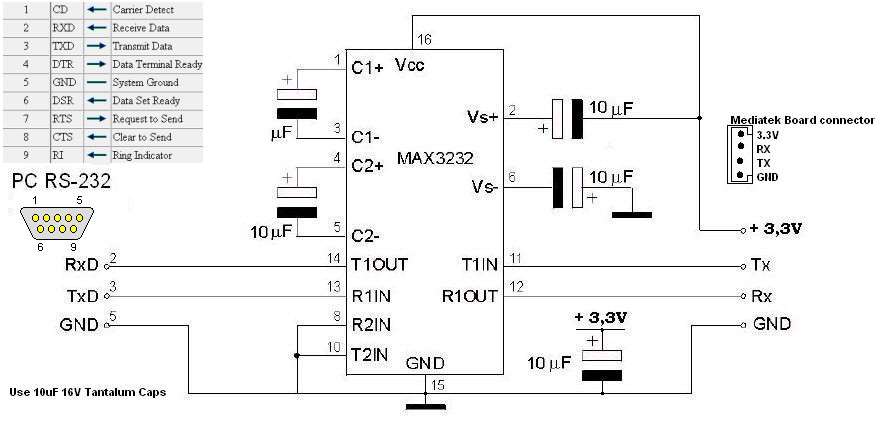 1 CD Carrier Detect
2 RXD Receive Data
3 TXD Transmit Data
4 DTR Data Terminal Ready
5 GND System Ground
6 DSR Data Set Ready
7 RTS Request to Send
8 CTS Clear to Send
9 RI Ring Indicator
PC RS-232
1 5
6 9
RxD 2
TxD 3
GND 5
Use 10uF 16V Tantalum Caps
16
Vcc
1 C1+
+
μF
3 C1-
4 C2+
+
10 μF
5 C2-
MAX3232
Vs+ 2
+
10 μF
Vs- 6
10 μF
+
14 T1OUT
T1IN 11
13 R1IN
R1OUT 12
8 R2IN
10 T2IN
GND
15
+ 3,3V
+
10 μF
Mediatek Board connector
3.3V
RX
TX
GND
+ 3,3V
Tx
Rx
GND